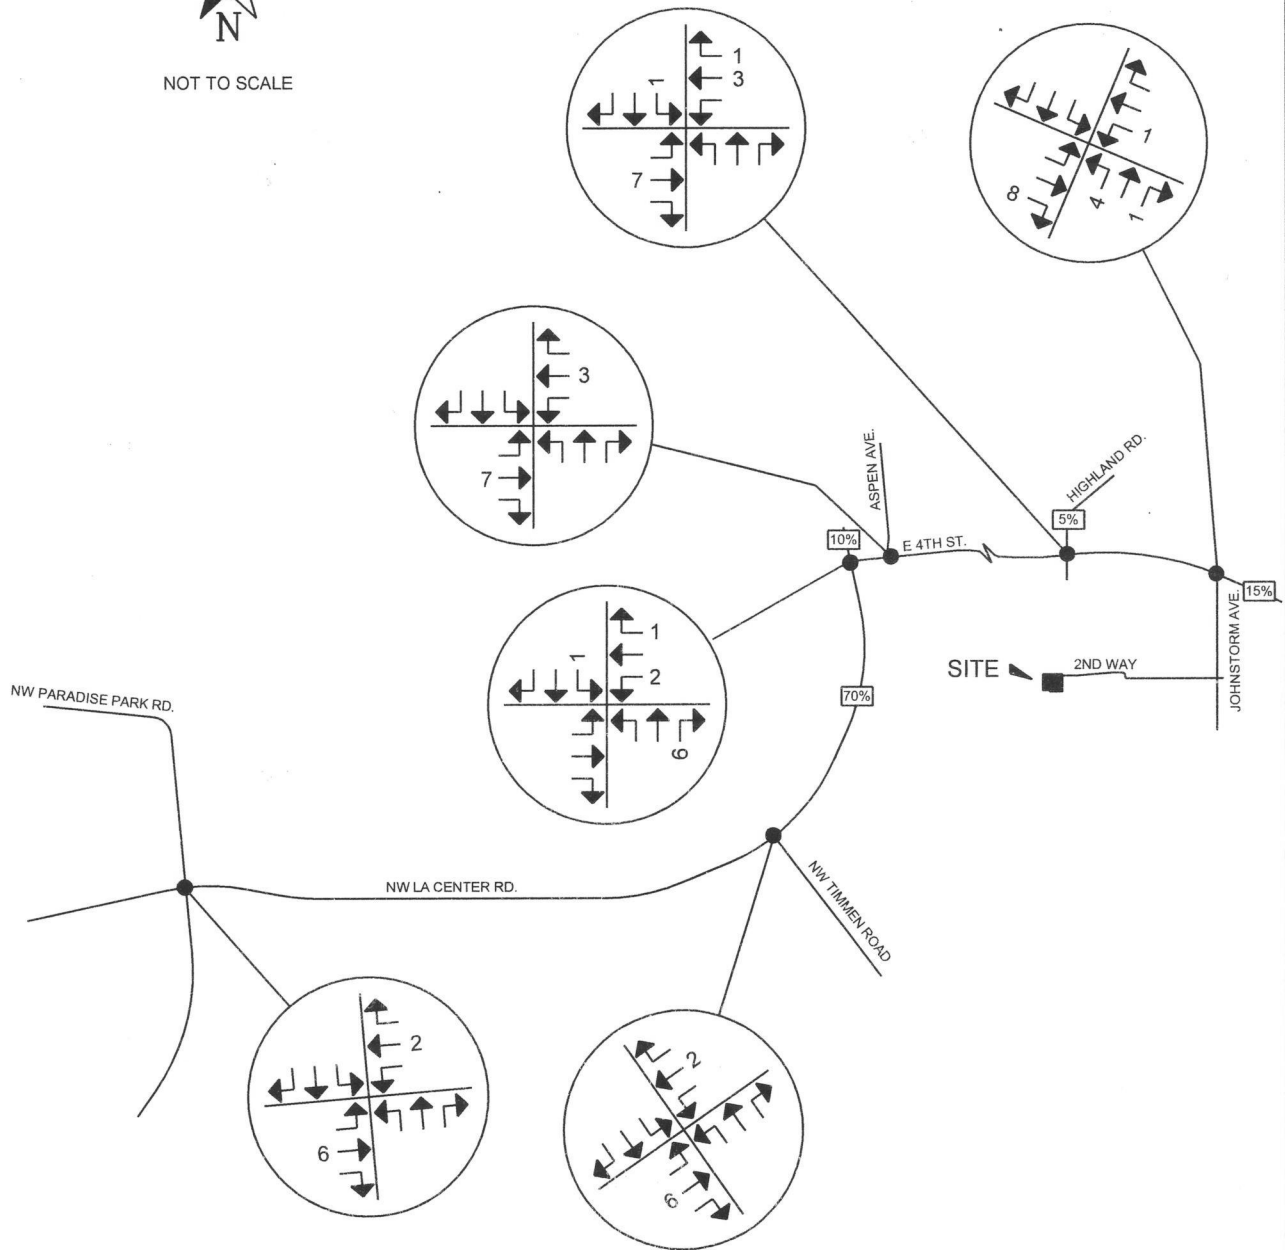 N
NOT TO SCALE
1
1
3
7
1
8
4
1
3
7
ASPEN AVE.
HIGHLAND RD.
5%
10%
E 4TH ST.
15%
JOHNSTORM AVE.
1
1
2
6
SITE
2ND WAY
70%
NW PARADISE PARK RD.
NW LA CENTER RD.
NW TIMMEN ROAD
2
6
2
6